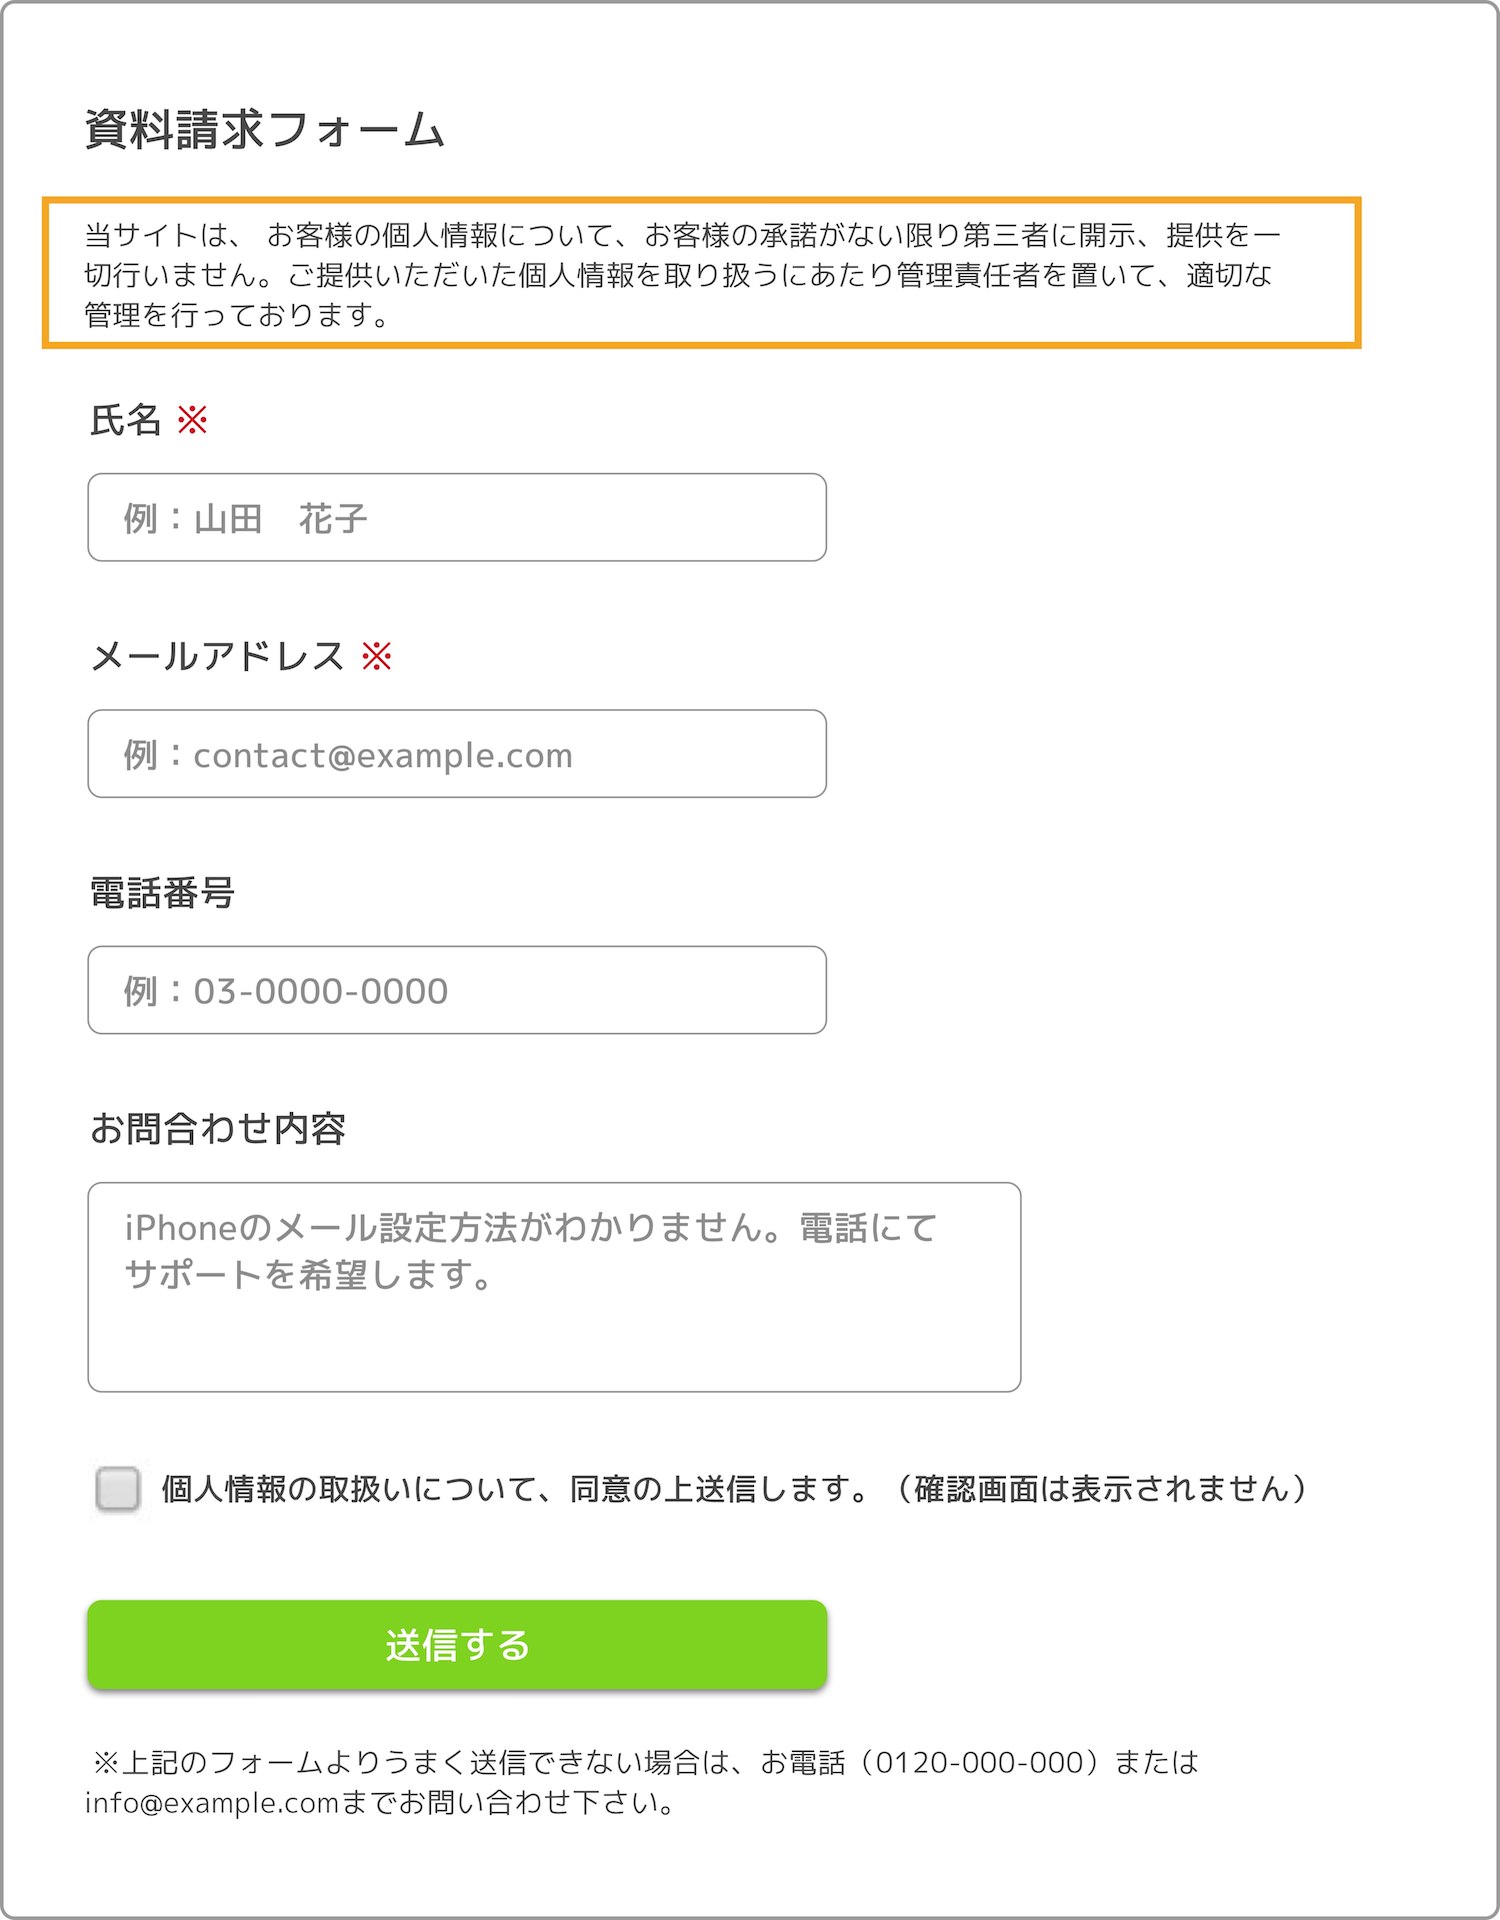 資料請求フォーム
当サイトは、 お客様の個人情報について、お客様の承諾がない限り第三者に開示、提供を一
切行いません。ご提供いただいた個人情報を取り扱うにあたり管理責任者を置いて、適切な
管理を行っております。
氏名 ※
例：山田　花子
メールアドレス ※
例：contact@example.com
電話番号
例：03-0000-0000
お問合わせ内容
iPhoneのメール設定方法がわかりません。電話にて
サポートを希望します。
個人情報の取扱いについて、同意の上送信します。（確認画面は表示されません）
送信する
※上記のフォームよりうまく送信できない場合は、お電話（0120-000-000）または
info@example.comまでお問い合わせ下さい。